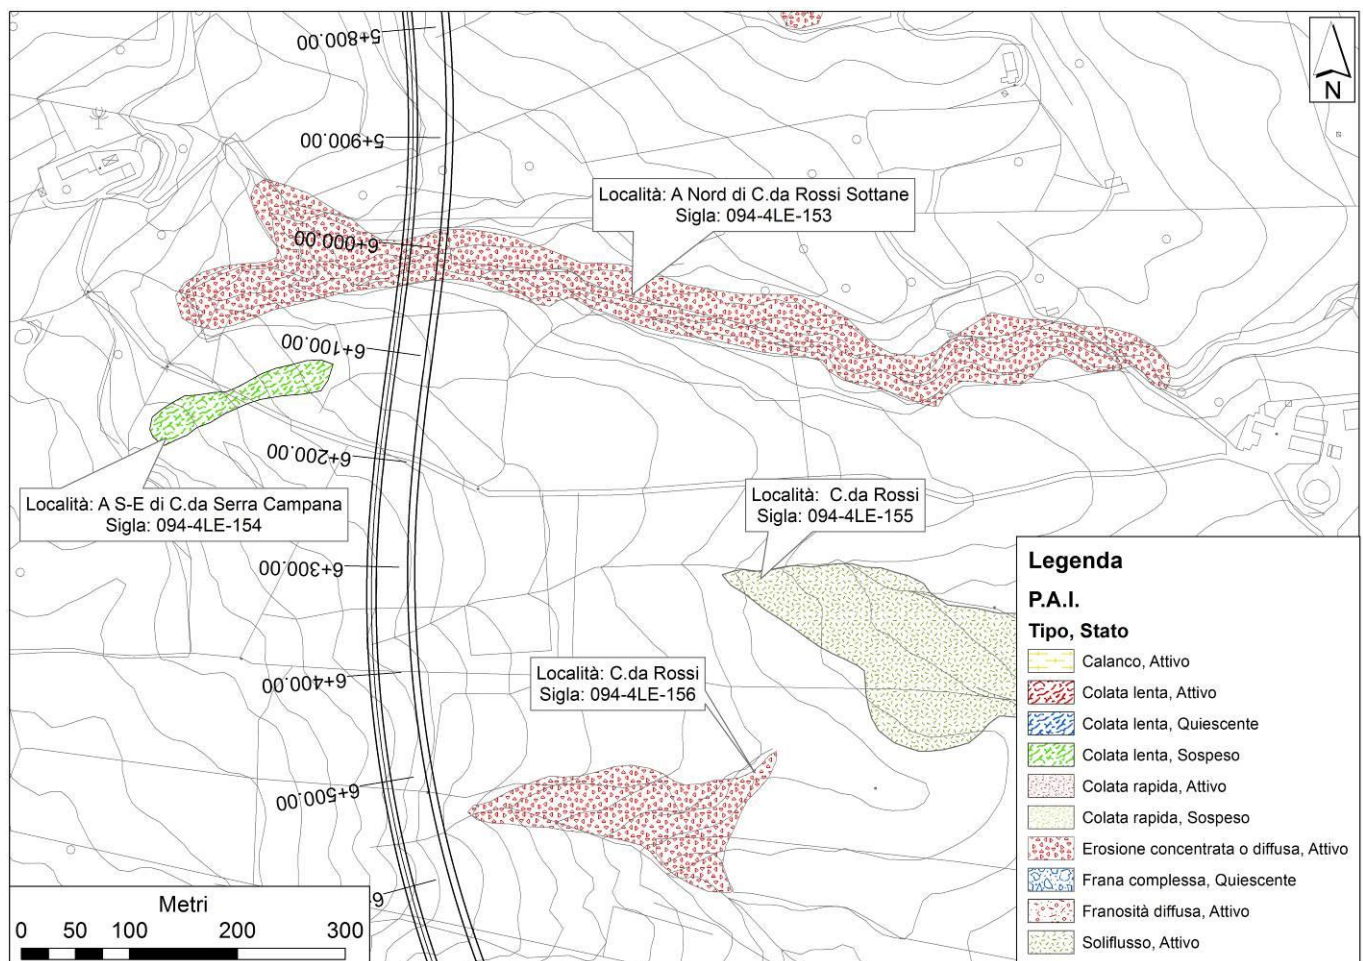 5+800.00
N
5+900.00
Località: A Nord di C.da Rossi Sottane
Sigla: 094-4LE-153
6+000.00
6+100.00
6+200.00
Località: A S-E di C.da Serra Campana
Sigla: 094-4LE-154
Località: C.da Rossi
Sigla: 094-4LE-155
6+300.00
Legenda
P.A.I.
Tipo, Stato
Calanco, Attivo
Colata lenta, Attivo
Colata lenta, Quiescente
Colata lenta, Sospeso
Colata rapida, Attivo
Colata rapida, Sospeso
Erosione concentrata o diffusa, Attivo
Frana complessa, Quiescente
Franosità diffusa, Attivo
Soliflusso, Attivo
Località: C.da Rossi
Sigla: 094-4LE-156
6+400.00
6+500.00
Metri
0 50 100 200 300